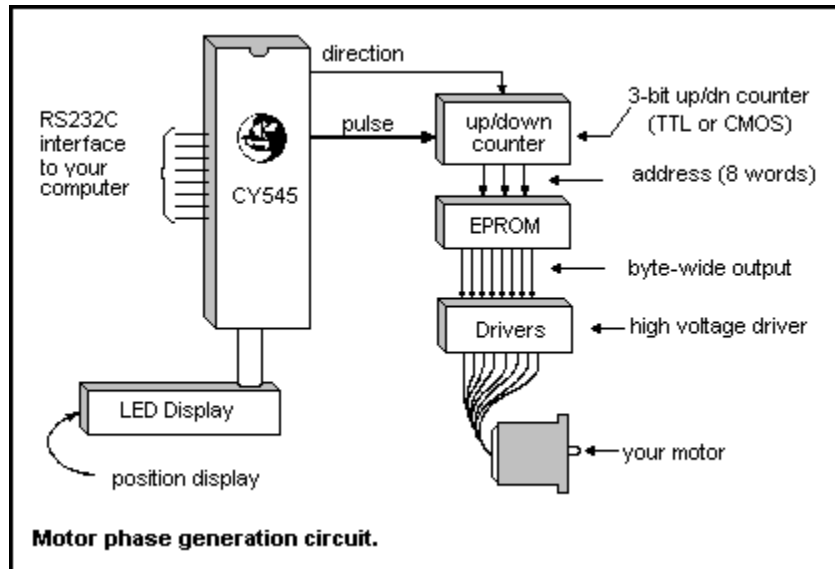 direction
RS232C
interface
to your
computer
pulse
CY545
up/down
counter
3-bit up/dn counter
(TTL or CMOS)
address (8 words)
EPROM
byte-wide output
Drivers
high voltage driver
LED Display
position display
your motor
Motor phase generation circuit.